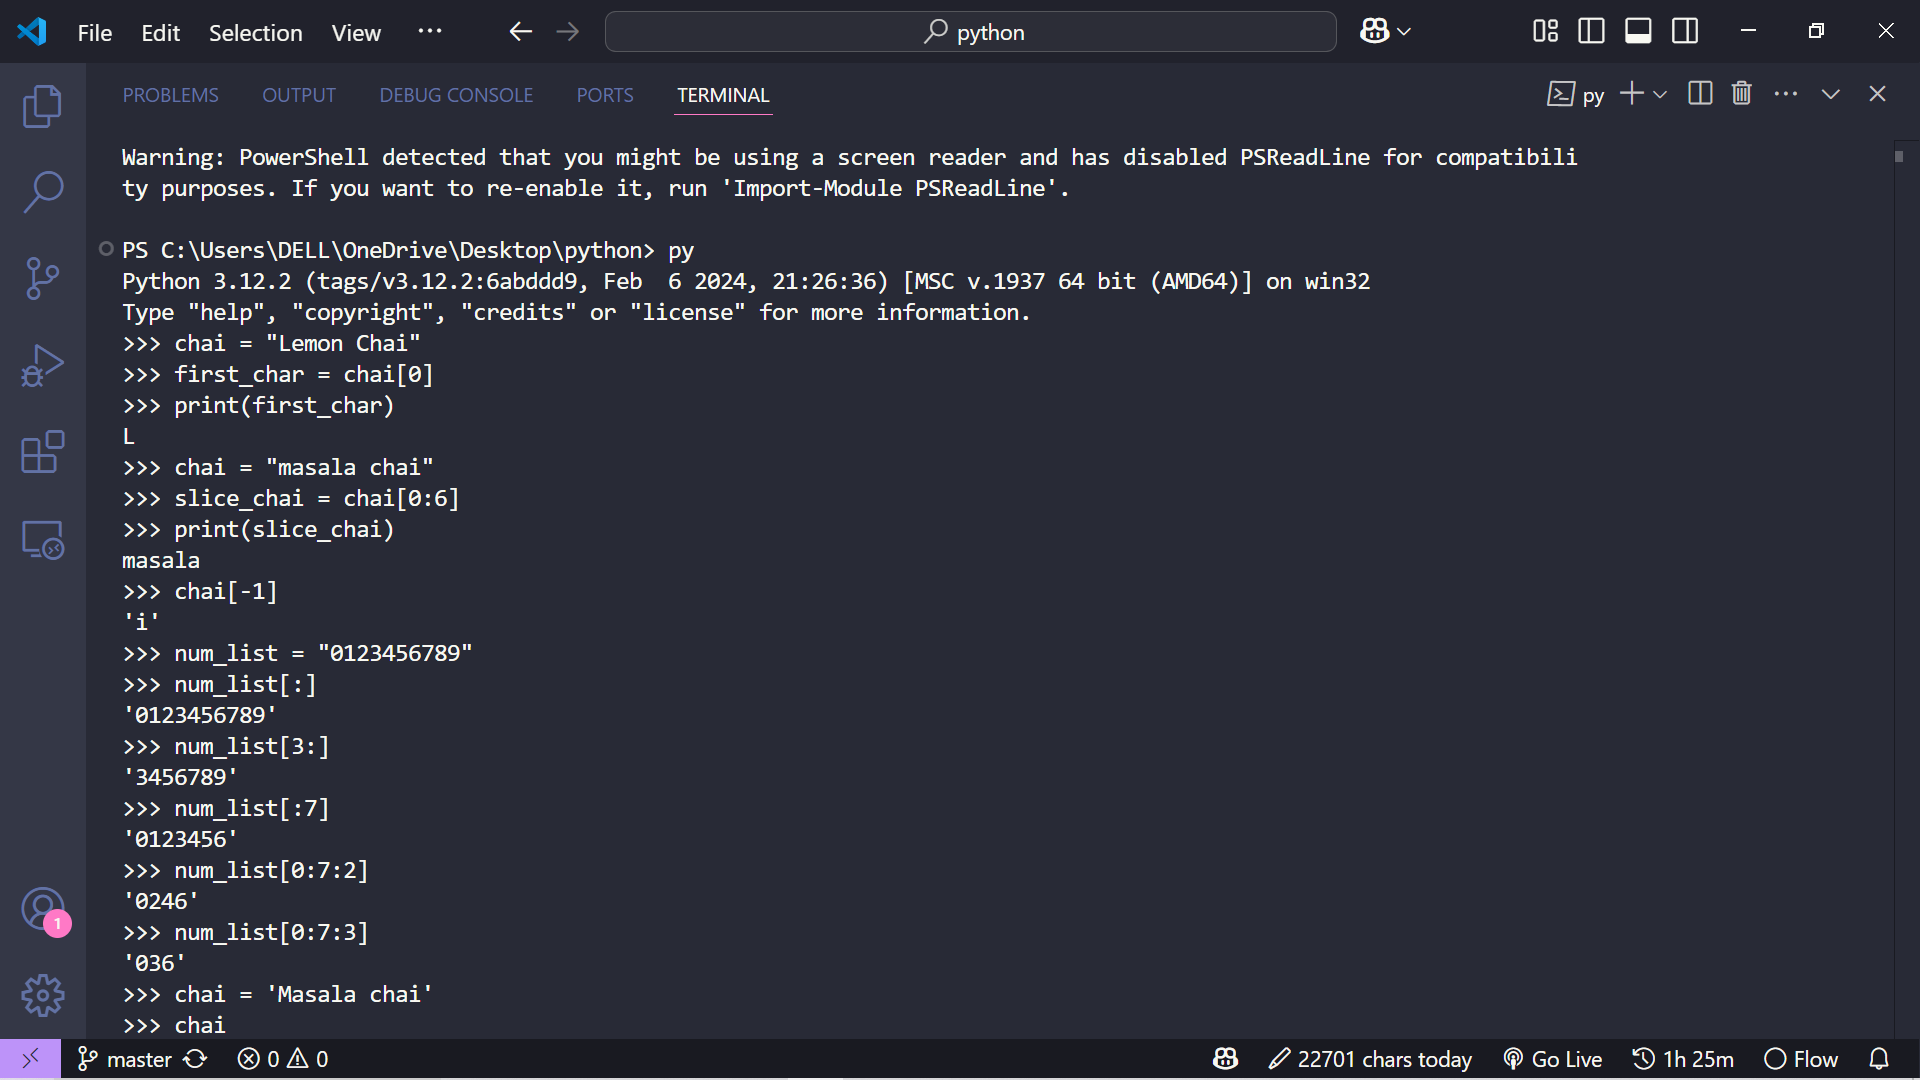 File Edit Selection View ··· python
PROBLEMS OUTPUT DEBUG CONSOLE PORTS TERMINAL py
Warning: PowerShell detected that you might be using a screen reader and has disabled PSReadLine for compatibili
ty purposes. If you want to re-enable it, run 'Import-Module PSReadLine'.
PS C:\Users\DELL\OneDrive\Desktop\python> py
Python 3.12.2 (tags/v3.12.2:6abddd9, Feb  6 2024, 21:26:36) [MSC v.1937 64 bit (AMD64)] on win32
Type "help", "copyright", "credits" or "license" for more information.
>>> chai = "Lemon Chai"
>>> first_char = chai[0]
>>> print(first_char)
L
>>> chai = "masala chai"
>>> slice_chai = chai[0:6]
>>> print(slice_chai)
masala
>>> chai[-1]
'i'
>>> num_list = "0123456789"
>>> num_list[:]
'0123456789'
>>> num_list[3:]
'3456789'
>>> num_list[:7]
'0123456'
>>> num_list[0:7:2]
'0246'
>>> num_list[0:7:3]
'036'
>>> chai = 'Masala chai'
>>> chai
1
master 0 0 22701 chars today Go Live 1h 25m Flow